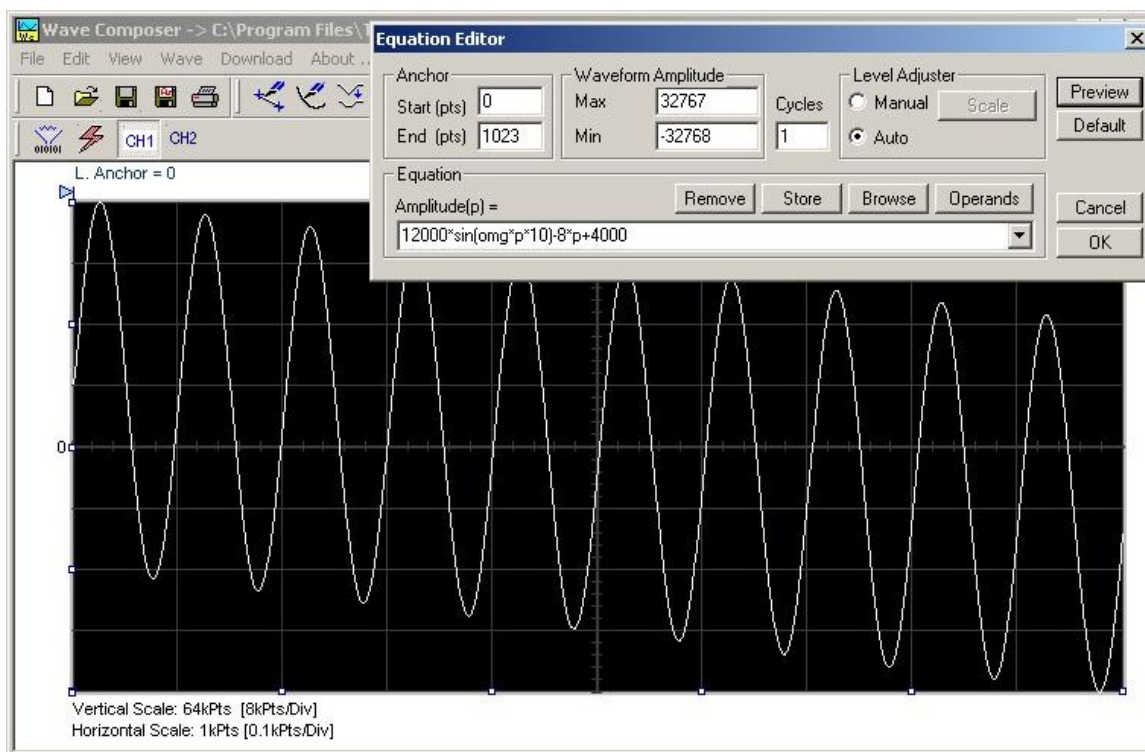 Wave Composer -> C:\Program Files\
File Edit View Wave Download About ..
CH1 CH2
010101
L. Anchor = 0
0
Vertical Scale: 64kPts [8kPts/Div]
Horizontal Scale: 1kPts [0.1kPts/Div]
Equation Editor
Anchor
Start (pts) 0
End (pts) 1023
Waveform Amplitude
Max 32767
Min -32768
Cycles
1
Level Adjuster
Manual Scale
Auto
Preview
Default
Equation
Remove Store Browse Operands
Amplitude(p) =
12000*sin(omg*p*10)-8*p+4000
Cancel
OK